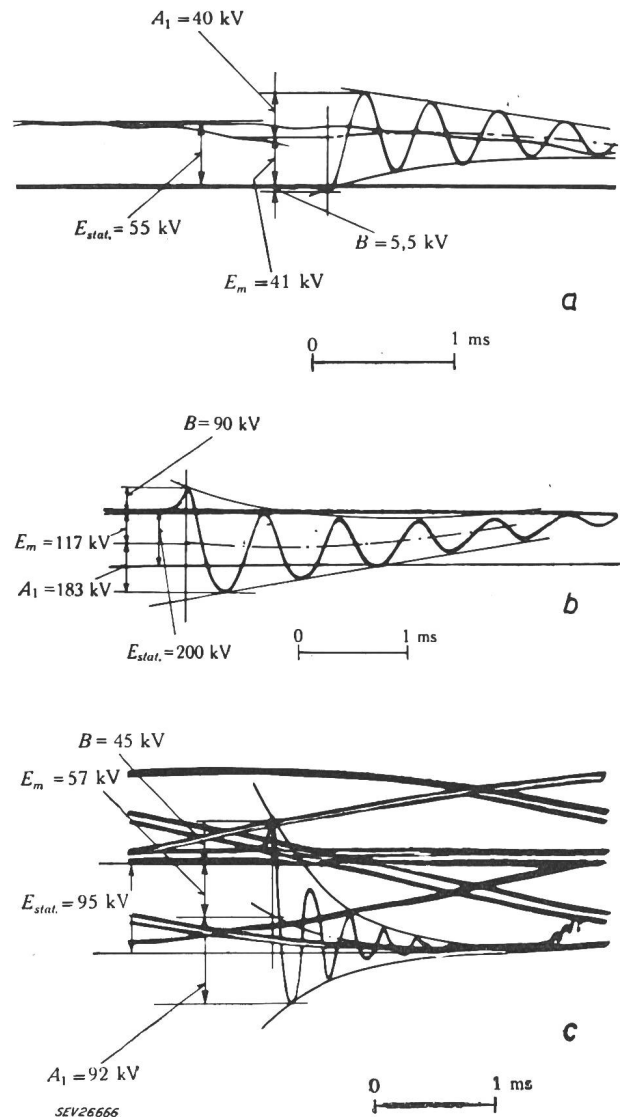 A₁ = 40 kV
Estat. = 55 kV
B = 5,5 kV
Em = 41 kV
a
0 1 ms
B = 90 kV
Em = 117 kV
A₁ = 183 kV
b
Estat. = 200 kV
0 1 ms
B = 45 kV
Em = 57 kV
Estat. = 95 kV
c
A₁ = 92 kV
0 1 ms
SEV26666